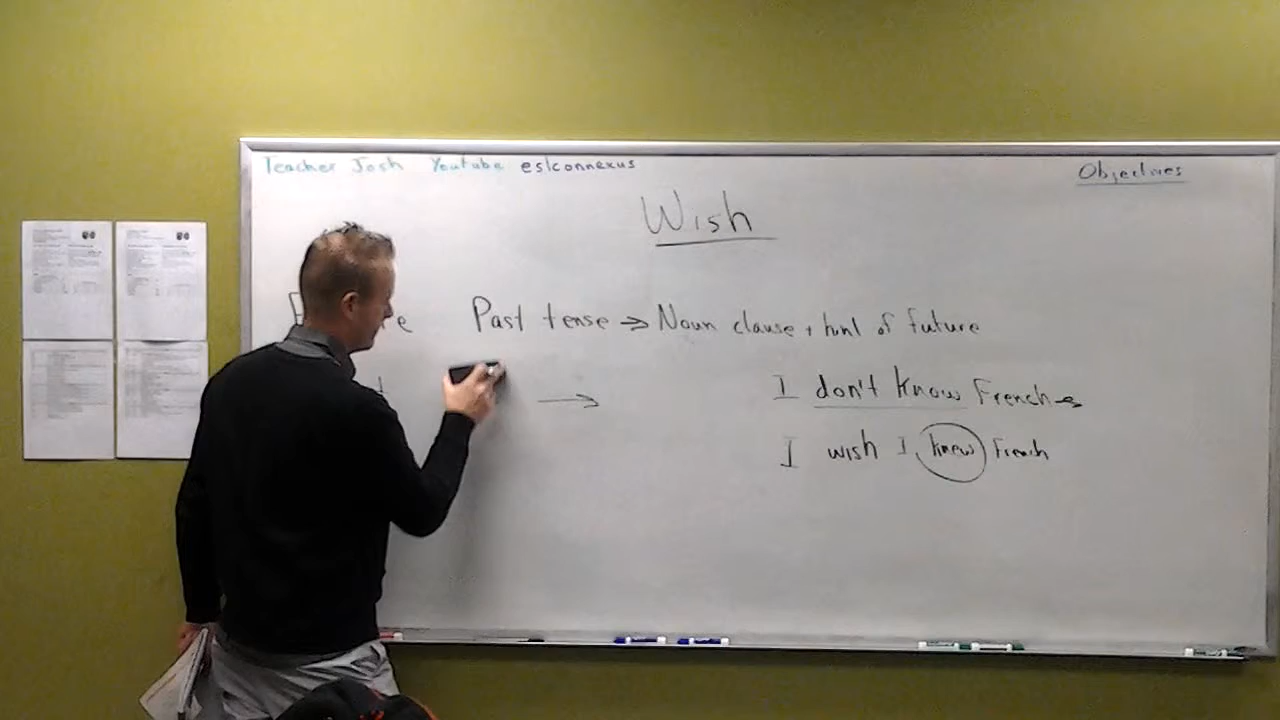 Teacher Josh Youtube eslconnexus
Objectives
Wish
Past tense → Noun clause + hint of future
→ I don't know French
I wish I knew French